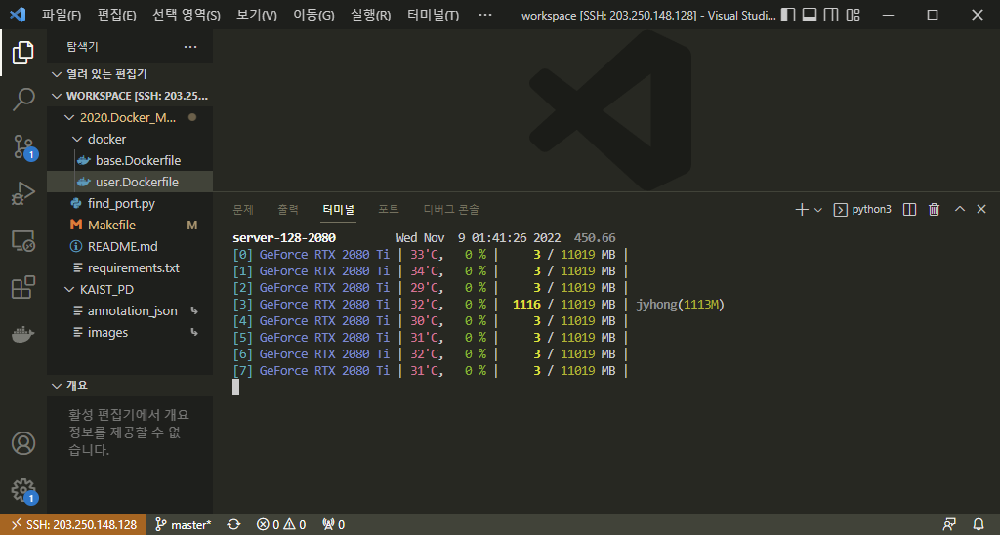 파일(F) 편집(E) 선택 영역(S) 보기(V) 이동(G) 실행(R) 터미널(T) ··· workspace [SSH: 203.250.148.128] - Visual Studi...
탐색기 ···
열려 있는 편집기
WORKSPACE [SSH: 203.25...
2020.Docker_M...
docker
base.Dockerfile
user.Dockerfile
find_port.py
Makefile M
README.md
requirements.txt
KAIST_PD
annotation_json
images
개요
활성 편집기에서 개요
정보를 제공할 수 없
습니다.
1
1
문제 출력 터미널 포트 디버그 콘솔 python3
server-128-2080 Wed Nov 9 01:41:26 2022 450.66
[0] GeForce RTX 2080 Ti | 33'C, 0 % | 3 / 11019 MB |
[1] GeForce RTX 2080 Ti | 34'C, 0 % | 3 / 11019 MB |
[2] GeForce RTX 2080 Ti | 29'C, 0 % | 3 / 11019 MB |
[3] GeForce RTX 2080 Ti | 32'C, 0 % | 1116 / 11019 MB | jyhong(1113M)
[4] GeForce RTX 2080 Ti | 30'C, 0 % | 3 / 11019 MB |
[5] GeForce RTX 2080 Ti | 31'C, 0 % | 3 / 11019 MB |
[6] GeForce RTX 2080 Ti | 32'C, 0 % | 3 / 11019 MB |
[7] GeForce RTX 2080 Ti | 31'C, 0 % | 3 / 11019 MB |
SSH: 203.250.148.128 master* 0 0 0